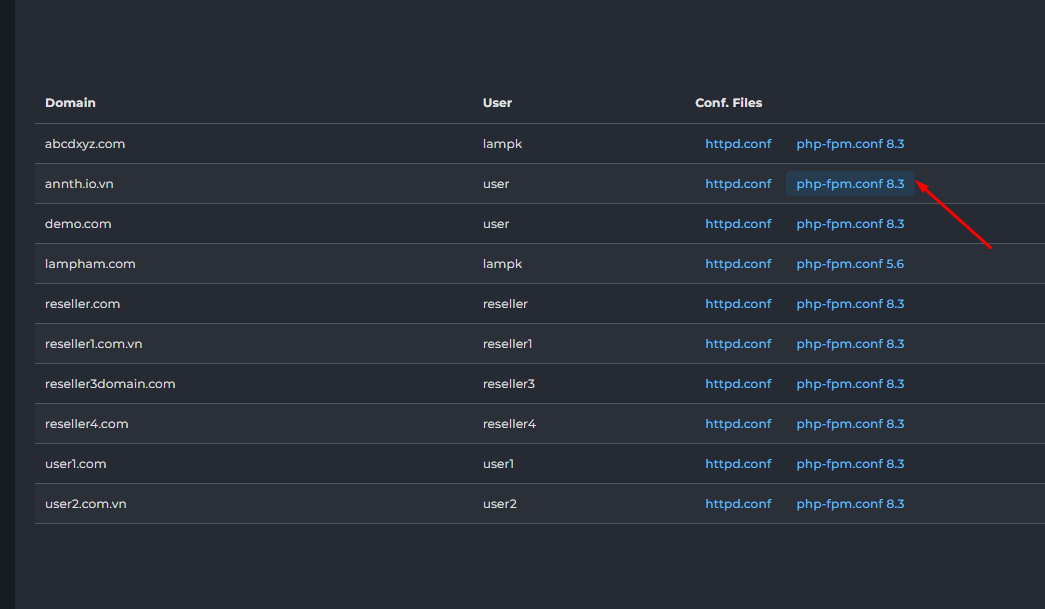 Domain User Conf. Files
abcdxyz.com lampk httpd.conf php-fpm.conf 8.3
annth.io.vn user httpd.conf php-fpm.conf 8.3
demo.com user httpd.conf php-fpm.conf 8.3
lampham.com lampk httpd.conf php-fpm.conf 5.6
reseller.com reseller httpd.conf php-fpm.conf 8.3
reseller1.com.vn reseller1 httpd.conf php-fpm.conf 8.3
reseller3domain.com reseller3 httpd.conf php-fpm.conf 8.3
reseller4.com reseller4 httpd.conf php-fpm.conf 8.3
user1.com user1 httpd.conf php-fpm.conf 8.3
user2.com.vn user2 httpd.conf php-fpm.conf 8.3